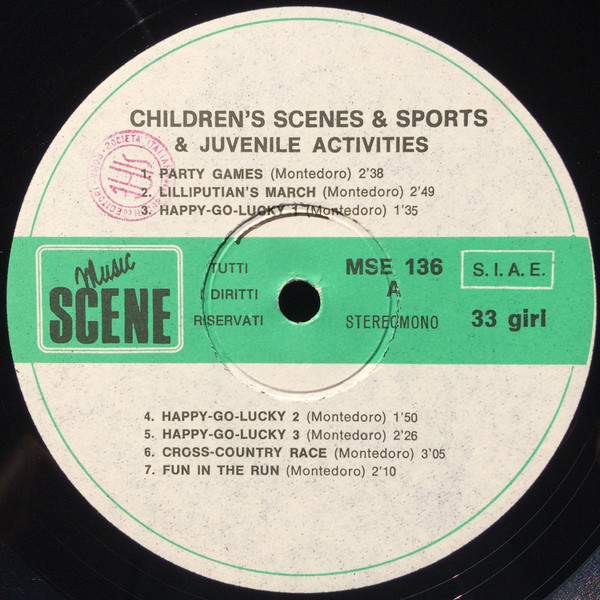 CHILDREN'S SCENES & SPORTS
& JUVENILE ACTIVITIES
1. PARTY GAMES (Montedoro) 2'38
2. LILLIPUTIAN'S MARCH (Montedoro) 2'49
3. HAPPY-GO-LUCKY 1 (Montedoro) 1'35
Music
SCENE
TUTTI
I DIRITTI
RISERVATI
MSE 136
A
STERECMONO
S. I. A. E.
33 giri
4. HAPPY-GO-LUCKY 2 (Montedoro) 1'50
5. HAPPY-GO-LUCKY 3 (Montedoro) 2'26
6. CROSS-COUNTRY RACE (Montedoro) 3'05
7. FUN IN THE RUN (Montedoro) 2'10